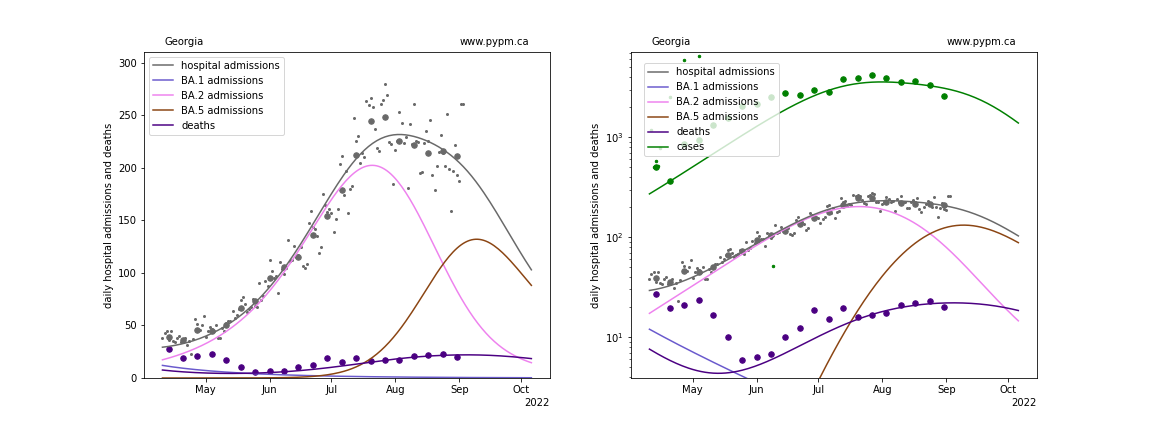 Georgia
www.pypm.ca
hospital admissions
BA.1 admissions
BA.2 admissions
BA.5 admissions
deaths
daily hospital admissions and deaths
300
250
200
150
100
50
0
May
Jun
Jul
Aug
Sep
Oct
2022
Georgia
www.pypm.ca
hospital admissions
BA.1 admissions
BA.2 admissions
BA.5 admissions
deaths
cases
daily hospital admissions and deaths
10³
10²
10¹
May
Jun
Jul
Aug
Sep
Oct
2022